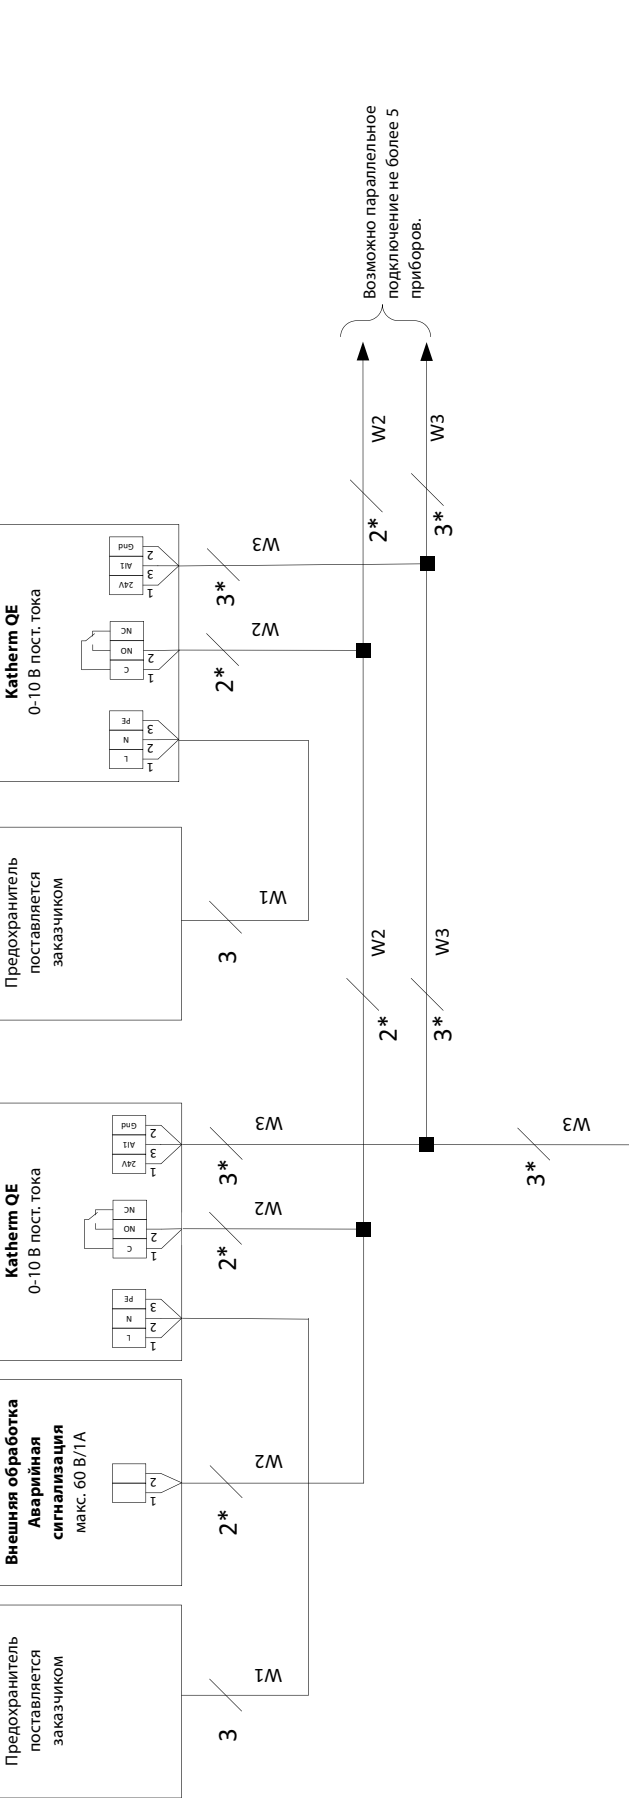 Возможно параллельное
подключение не более 5
приборов.
W2
W3
2*
3*
Katherm QE
0-10 В пост. тока
Gnd
AI1
24V
2
3
1
NC
NO
C
2
1
PE
N
L
3
2
1
W3
3*
W2
2*
Предохранитель
поставляется
заказчиком
W1
3
W2
W3
2*
3*
Katherm QE
0-10 В пост. тока
Gnd
AI1
24V
2
3
1
NC
NO
C
2
1
PE
N
L
3
2
1
W3
3*
W2
2*
W3
3*
Внешняя обработка
Аварийная
сигнализация
макс. 60 В/1А
2
1
W2
2*
Предохранитель
поставляется
заказчиком
W1
3